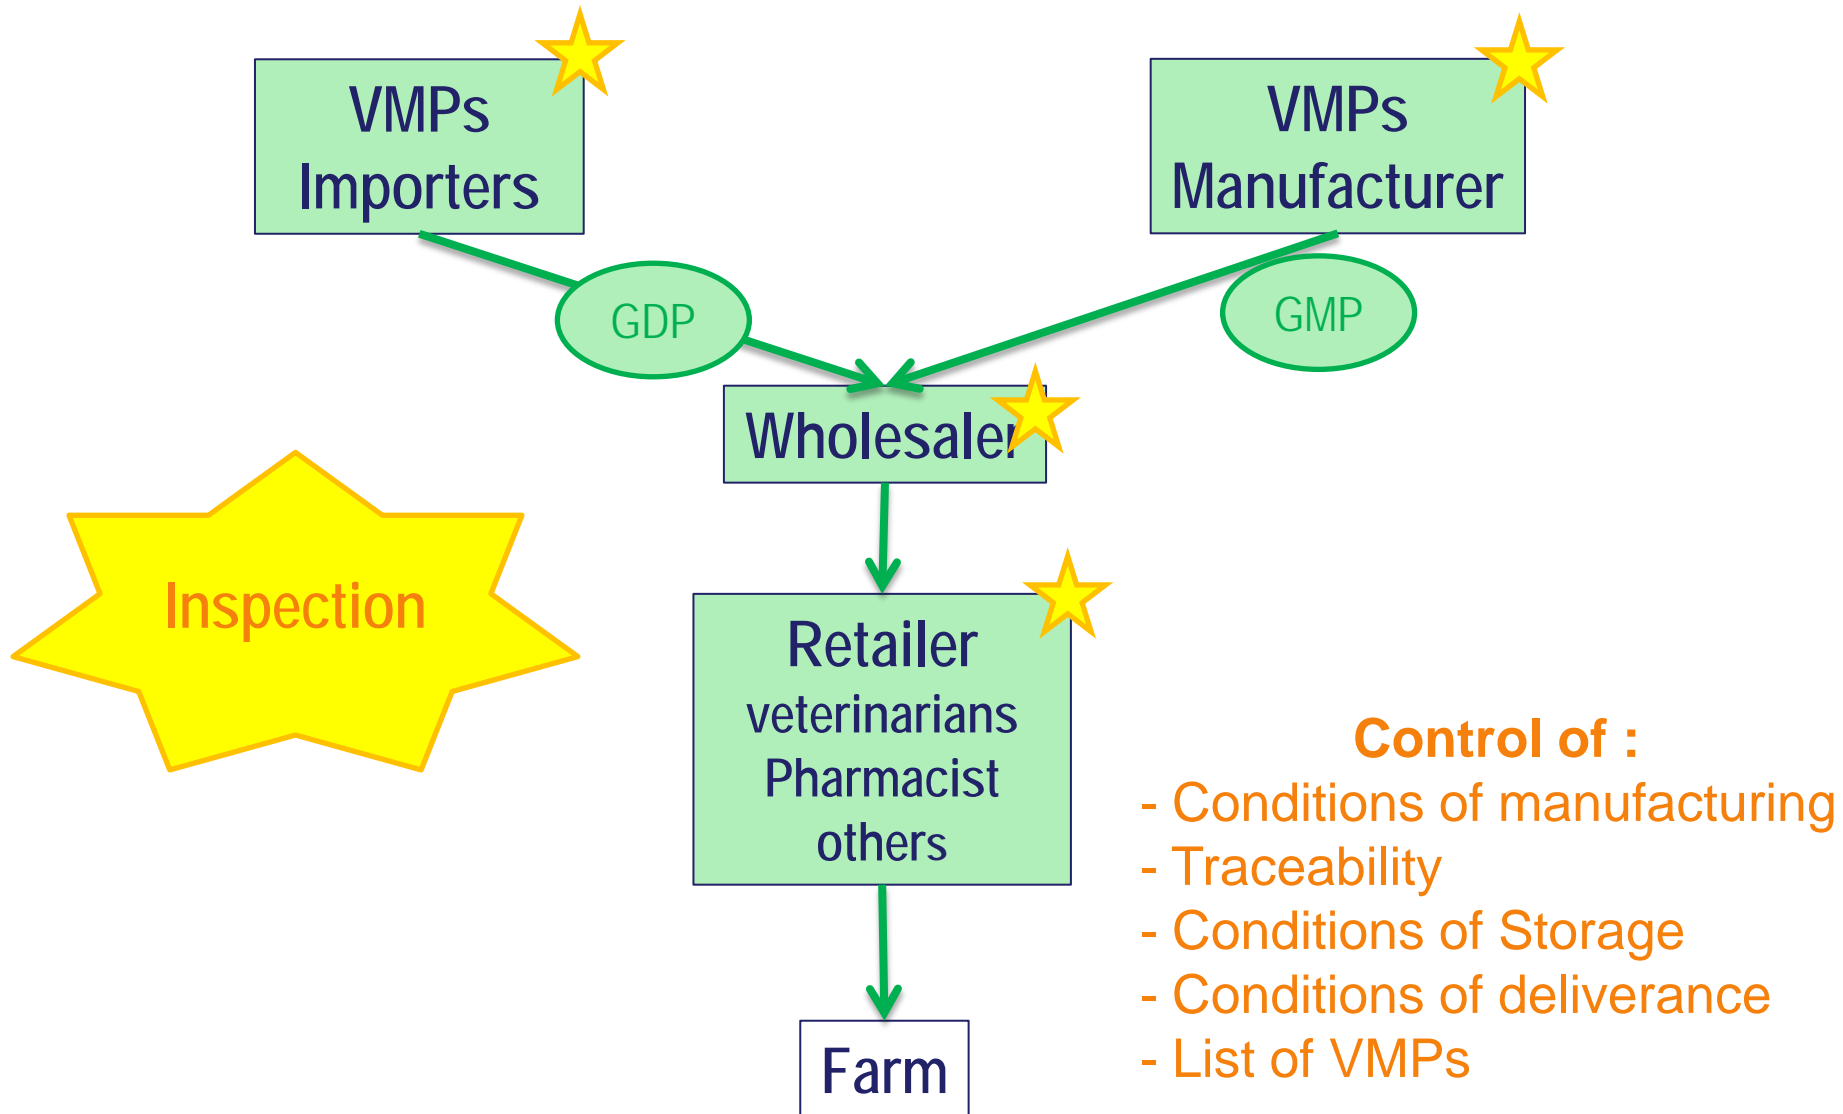 VMPs
Importers
VMPs
Manufacturer
GDP
GMP
Wholesaler
Inspection
Retailer
veterinarians
Pharmacist
others
Control of :
- Conditions of manufacturing
- Traceability
- Conditions of Storage
- Conditions of deliverance
- List of VMPs
Farm